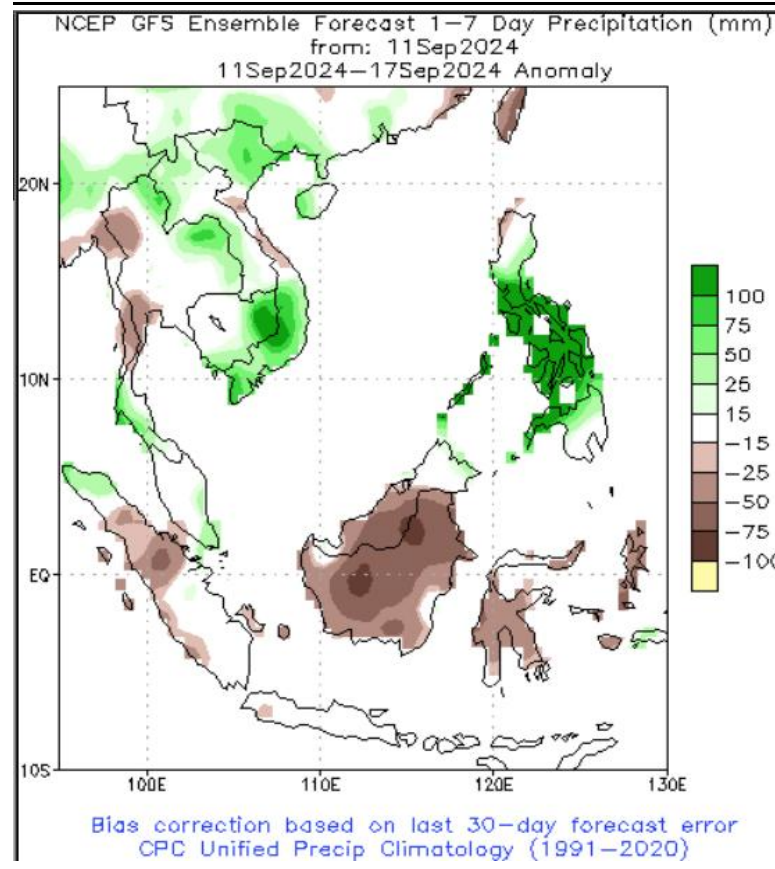 NCEP GFS Ensemble Forecast 1−7 Day Precipitation (mm)
from: 11Sep2024
11Sep2024−17Sep2024 Anomaly
20N
10N
EQ
10S
100E 110E 120E 130E
100
75
50
25
15
−15
−25
−50
−75
−100
Bias correction based on last 30−day forecast error
CPC Unified Precip Climatology (1991−2020)